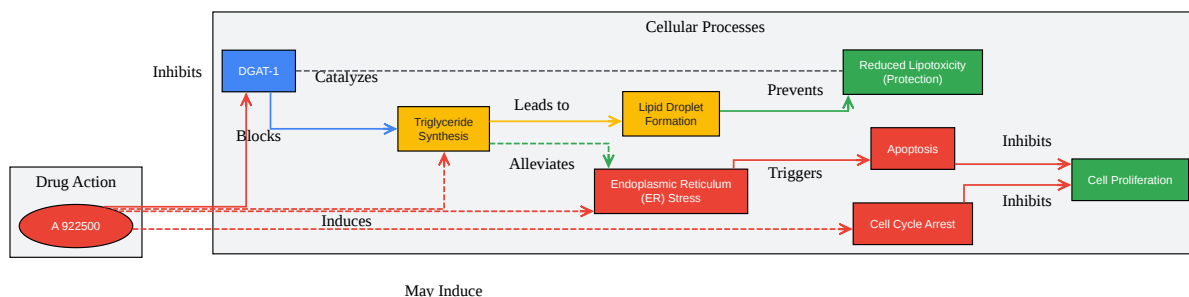 Cellular Processes
Inhibits
DGAT-1
Catalyzes
Reduced Lipotoxicity
(Protection)
Prevents
Leads to
Lipid Droplet
Formation
Triglyceride
Synthesis
Blocks
Alleviates
Apoptosis
Inhibits
Endoplasmic Reticulum
(ER) Stress
Triggers
Cell Proliferation
Inhibits
Drug Action
A 922500
Induces
Cell Cycle Arrest
May Induce